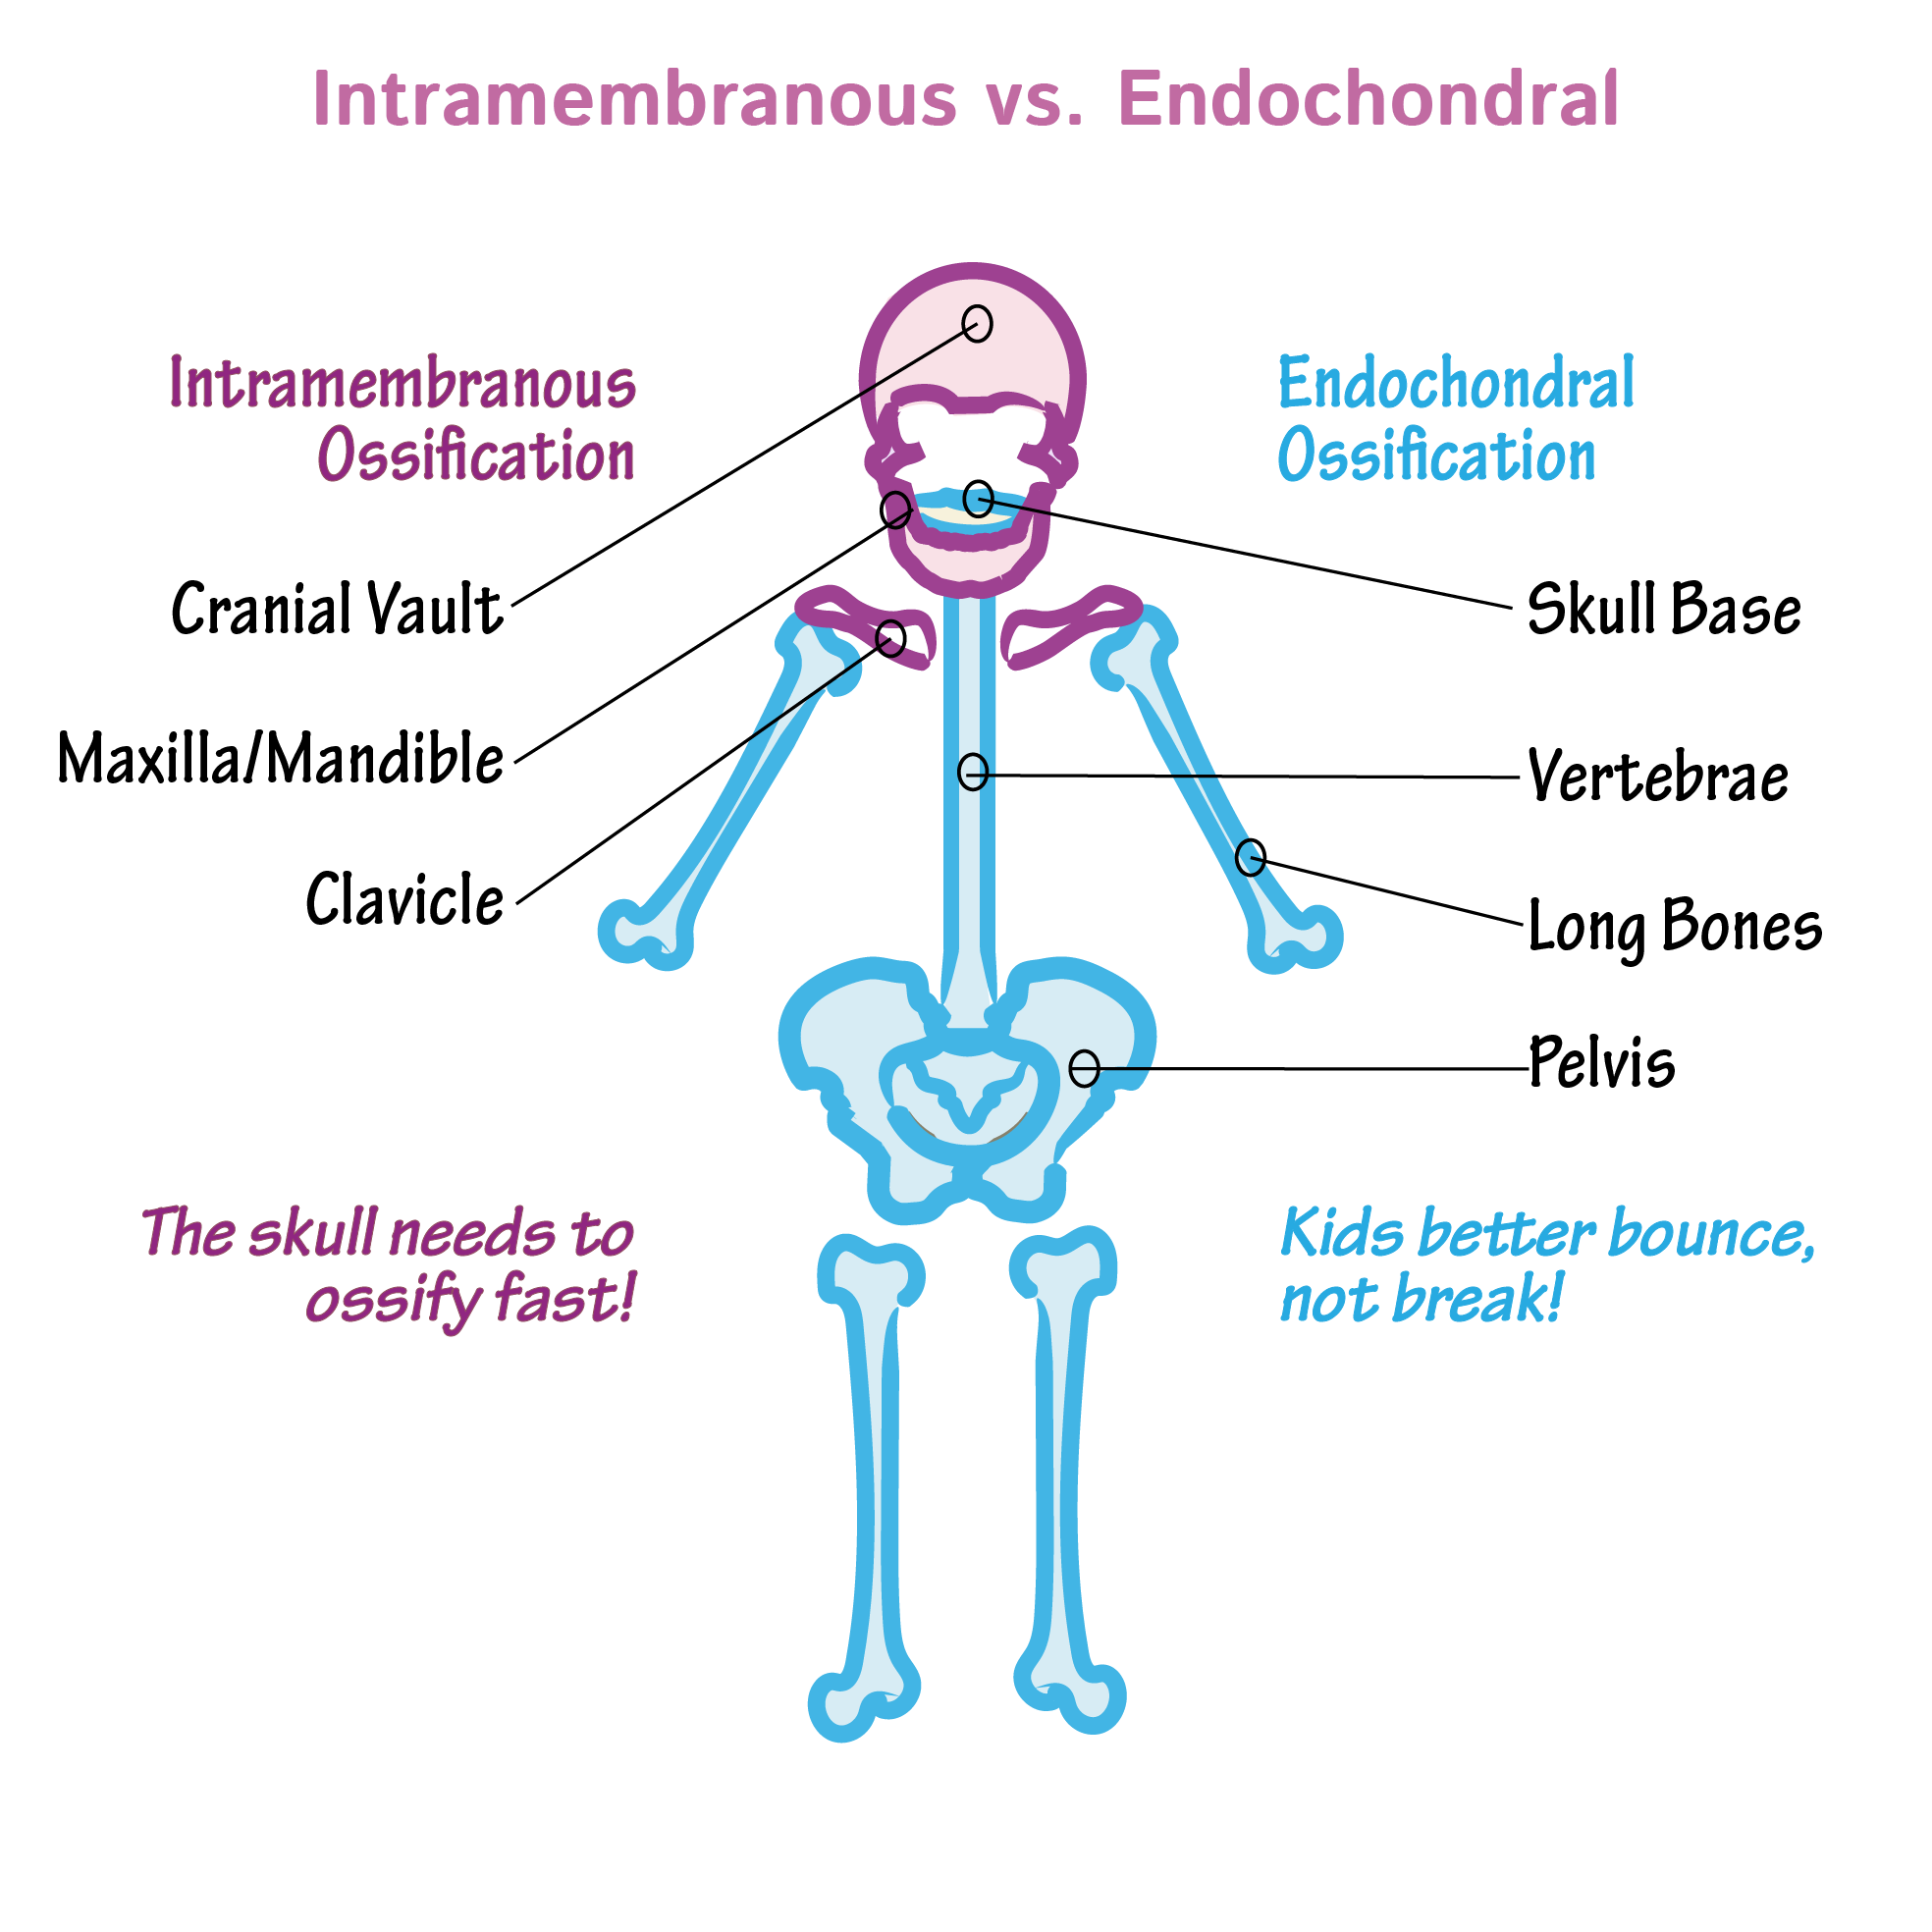 Intramembranous vs. Endochondral
Intramembranous
Ossification
Cranial Vault
Maxilla/Mandible
Clavicle
The skull needs to
ossify fast!
Endochondral
Ossification
Skull Base
Vertebrae
Long Bones
Pelvis
Kids better bounce,
not break!